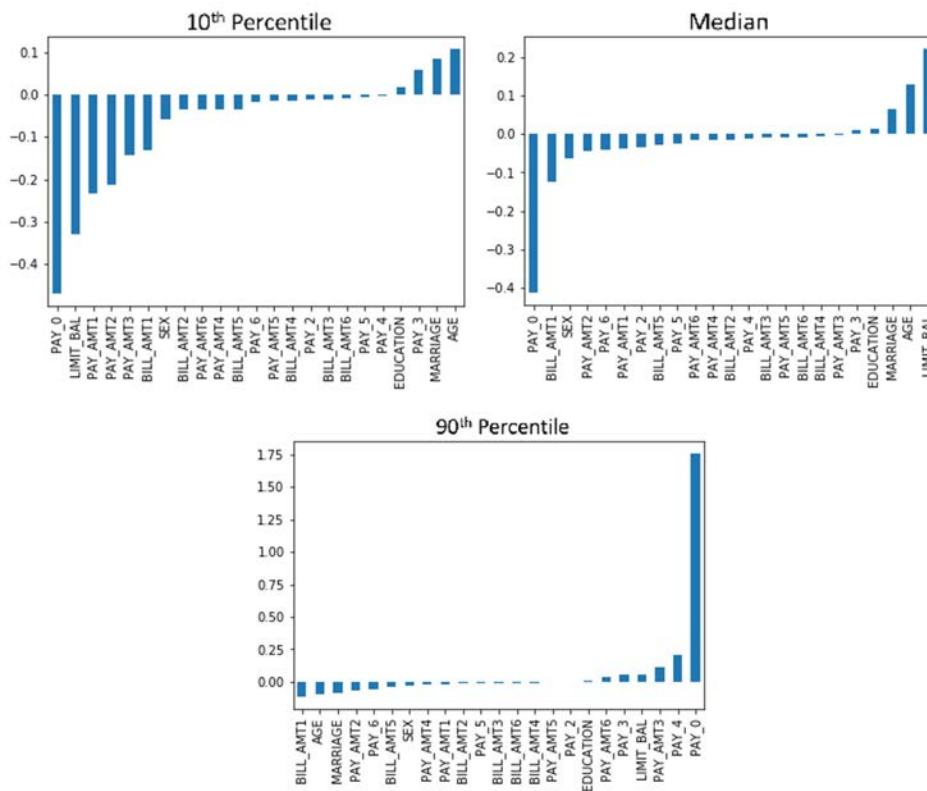 10th Percentile
0.1
0.0
−0.1
−0.2
−0.3
−0.4
PAY_0
LIMIT_BAL
PAY_AMT1
PAY_AMT2
PAY_AMT3
BILL_AMT1
SEX
BILL_AMT2
PAY_AMT6
PAY_AMT4
BILL_AMT5
PAY_6
PAY_AMT5
BILL_AMT4
PAY_2
BILL_AMT3
BILL_AMT6
PAY_5
PAY_4
EDUCATION
PAY_3
MARRIAGE
AGE
Median
0.2
0.1
0.0
−0.1
−0.2
−0.3
−0.4
PAY_0
BILL_AMT1
SEX
PAY_AMT2
PAY_6
PAY_AMT1
PAY_2
BILL_AMT5
PAY_5
PAY_AMT6
PAY_AMT4
BILL_AMT2
PAY_4
BILL_AMT3
PAY_AMT5
BILL_AMT6
BILL_AMT4
PAY_AMT3
PAY_3
EDUCATION
MARRIAGE
AGE
LIMIT_BAL
90th Percentile
1.75
1.50
1.25
1.00
0.75
0.50
0.25
0.00
BILL_AMT1
AGE
MARRIAGE
PAY_AMT2
PAY_6
BILL_AMT5
SEX
PAY_AMT4
PAY_AMT1
BILL_AMT2
PAY_5
BILL_AMT3
BILL_AMT6
BILL_AMT4
PAY_AMT5
PAY_2
EDUCATION
PAY_AMT6
PAY_3
LIMIT_BAL
PAY_AMT3
PAY_4
PAY_0